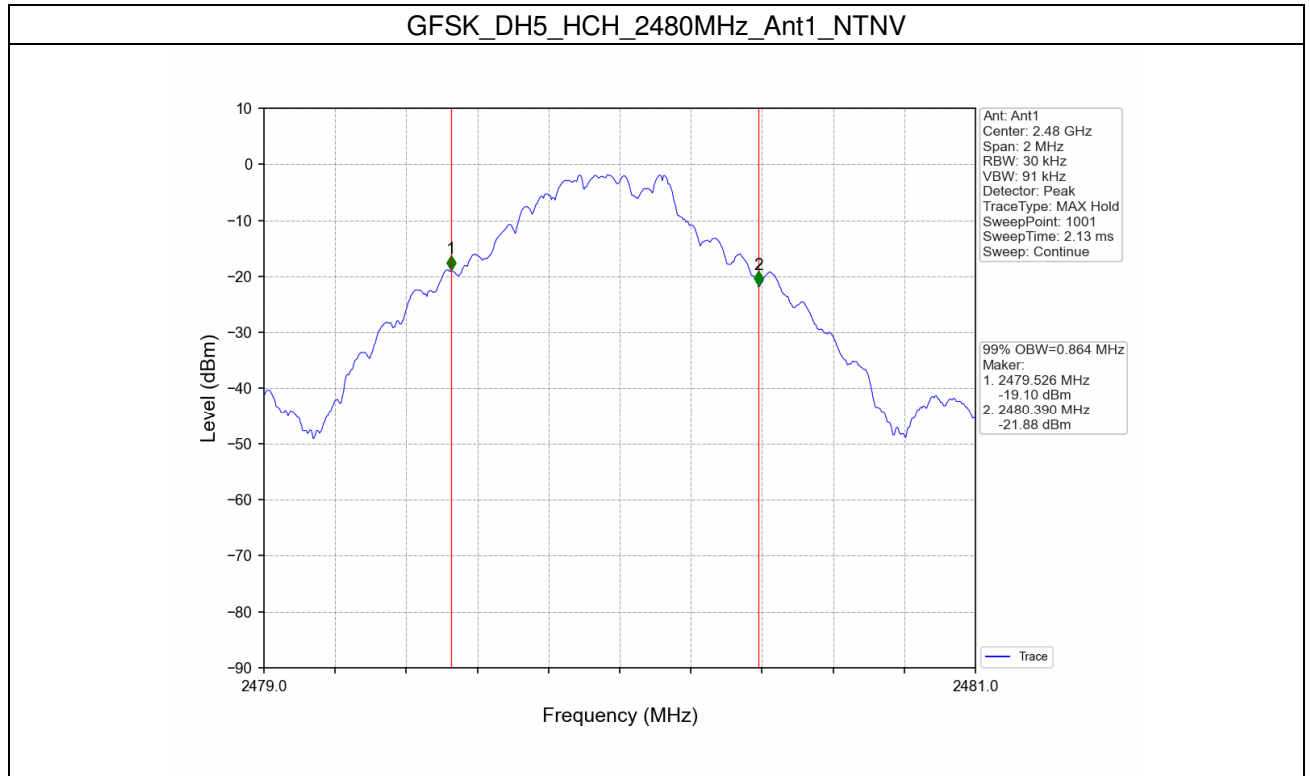 GFSK_DH5_HCH_2480MHz_Ant1_NTNV
10
0
−10
−20
−30
−40
−50
−60
−70
−80
−90
Level (dBm)
1
2
2479.0
2481.0
Frequency (MHz)
Ant: Ant1
Center: 2.48 GHz
Span: 2 MHz
RBW: 30 kHz
VBW: 91 kHz
Detector: Peak
TraceType: MAX Hold
SweepPoint: 1001
SweepTime: 2.13 ms
Sweep: Continue
99% OBW=0.864 MHz
Maker:
1. 2479.526 MHz
-19.10 dBm
2. 2480.390 MHz
-21.88 dBm
Trace